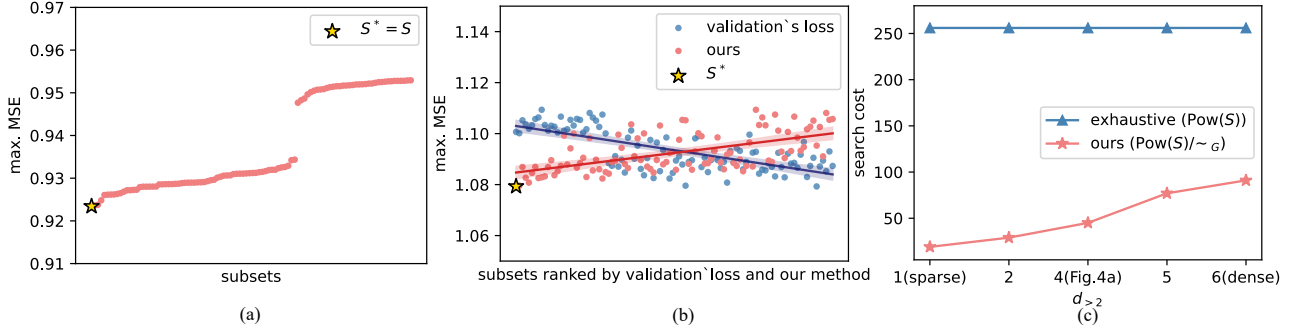 0.97
0.96
0.95
0.94
0.93
0.92
0.91
max. MSE
S* = S
subsets
(a)
1.14
1.12
1.10
1.08
1.06
max. MSE
validation`s loss
ours
S*
subsets ranked by validation`loss and our method
(b)
250
200
150
100
50
search cost
exhaustive (Pow(S))
ours (Pow(S)/~G)
1(sparse) 2 4(Fig.4a) 5 6(dense)
d>2
(c)